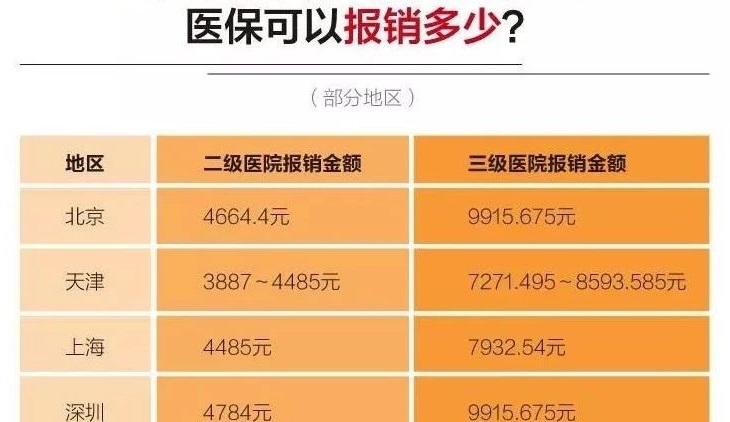 医保可以报销多少?
（部分地区）
地区 二级医院报销金额 三级医院报销金额
北京 4664.4元 9915.675元
天津 3887～4485元 7271.495～8593.585元
上海 4485元 7932.54元
深圳 4784元 9915.675元